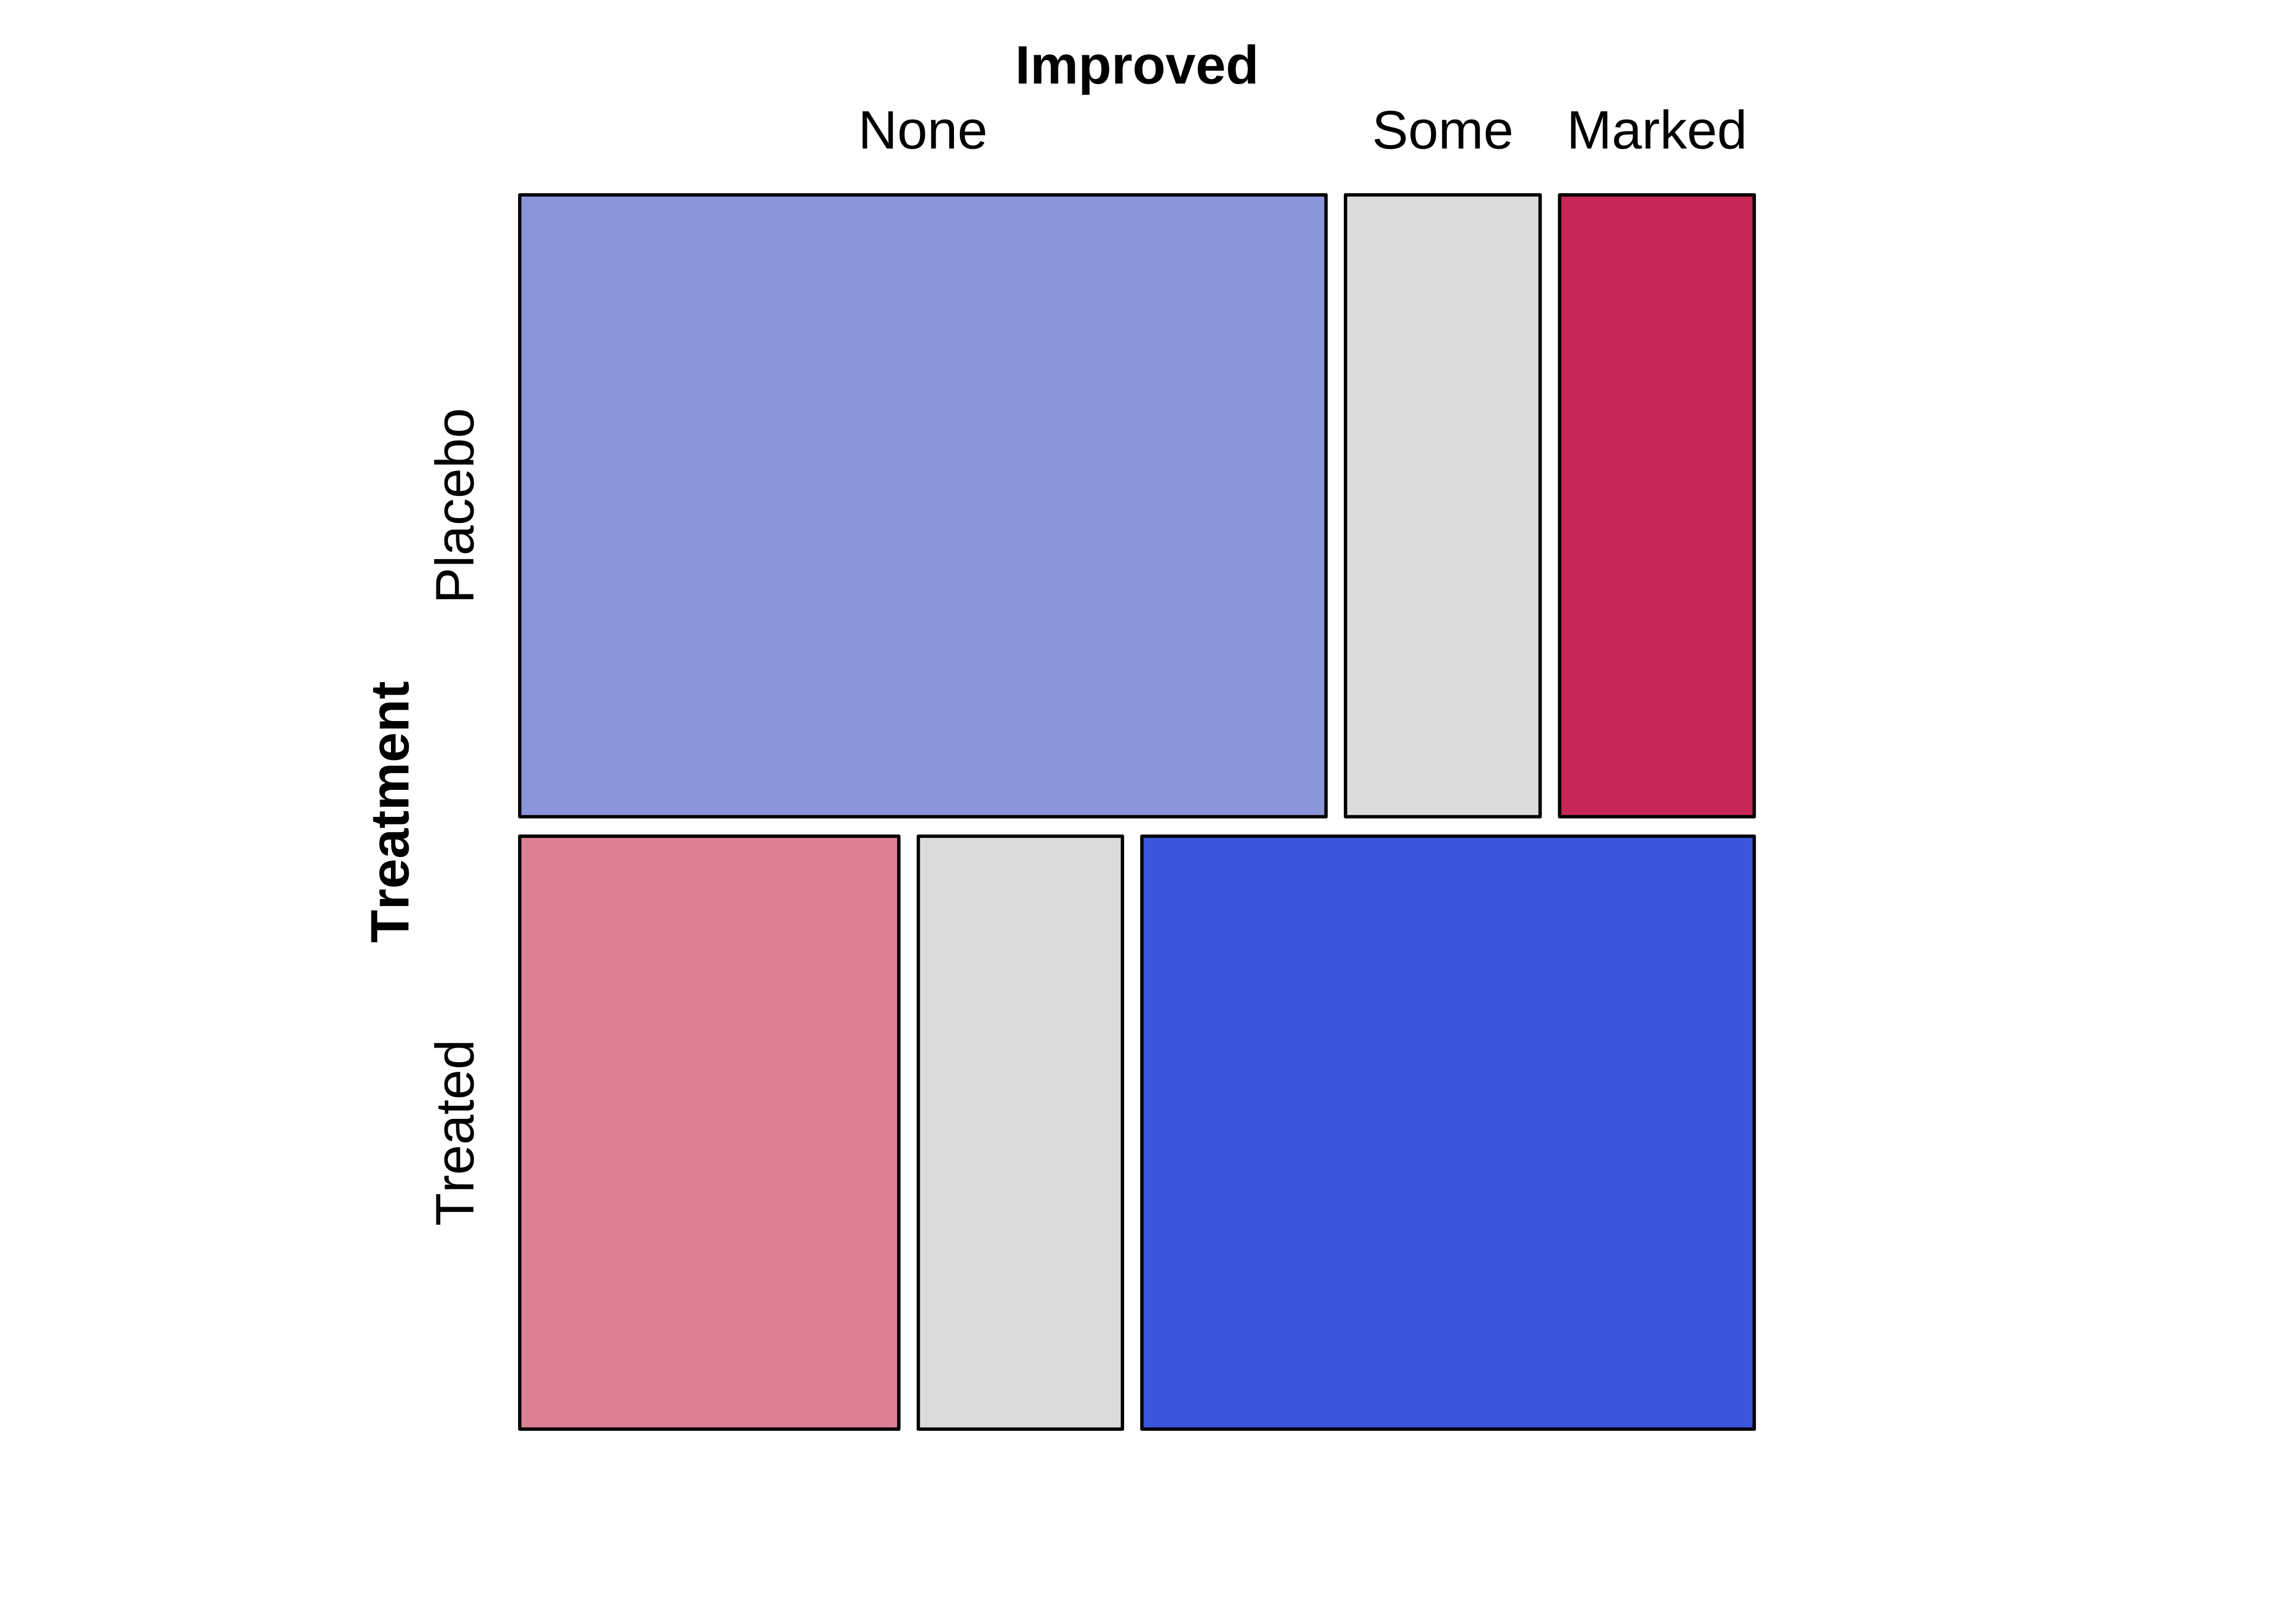 Improved
None Some Marked
Treatment
Placebo
Treated